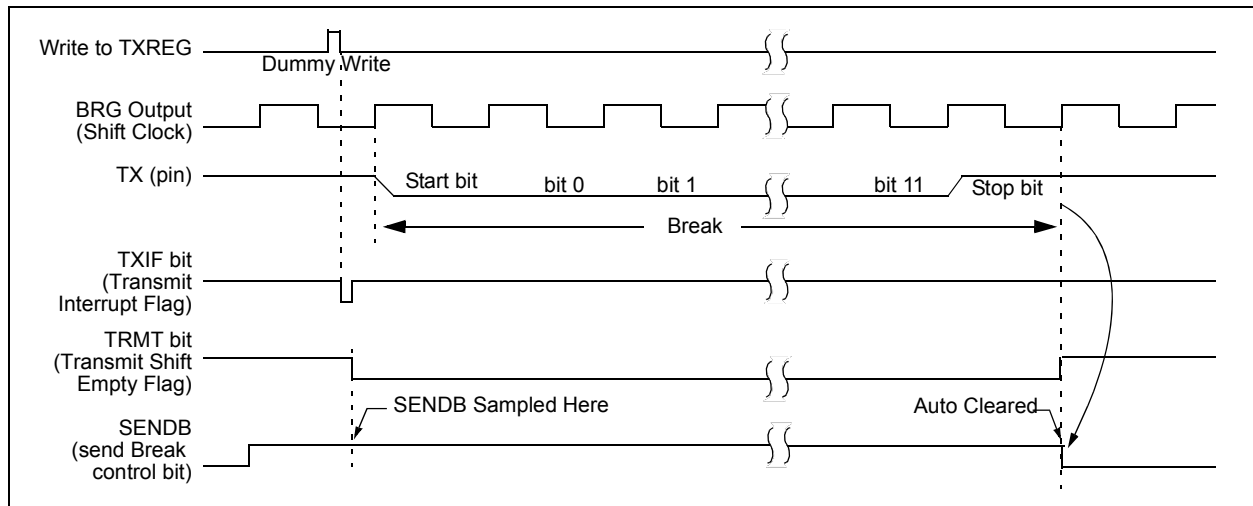 Write to TXREG
Dummy Write
BRG Output
(Shift Clock)
TX (pin)
Start bit
bit 0
bit 1
bit 11
Stop bit
Break
TXIF bit
(Transmit
Interrupt Flag)
TRMT bit
(Transmit Shift
Empty Flag)
SENDB Sampled Here
Auto Cleared
SENDB
(send Break
control bit)